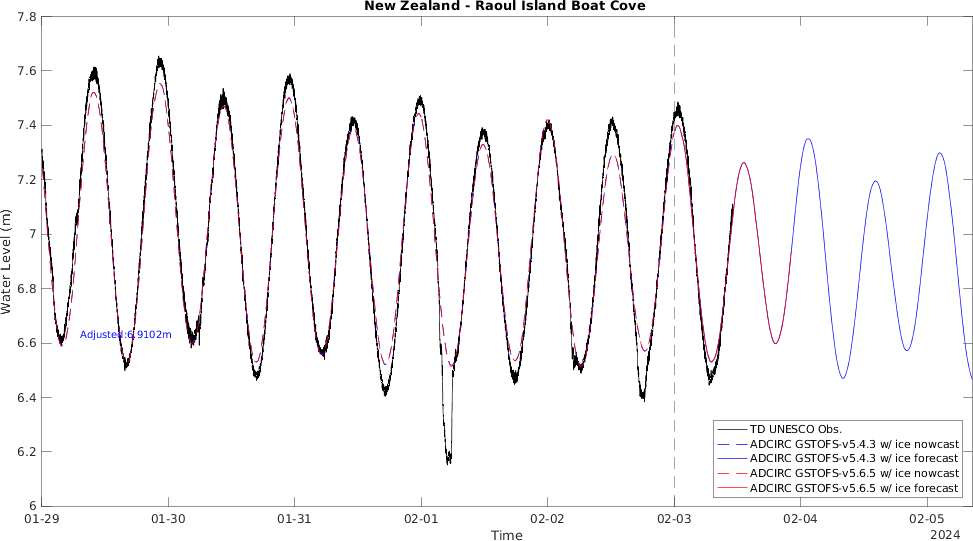 New Zealand - Raoul Island Boat Cove
7.8
7.6
7.4
7.2
7
6.8
6.6
6.4
6.2
6
Water Level (m)
Adjusted:6.9102m
TD UNESCO Obs.
ADCIRC GSTOFS-v5.4.3 w/ ice nowcast
ADCIRC GSTOFS-v5.4.3 w/ ice forecast
ADCIRC GSTOFS-v5.6.5 w/ ice nowcast
ADCIRC GSTOFS-v5.6.5 w/ ice forecast
01-29 01-30 01-31 02-01 02-02 02-03 02-04 02-05
Time
2024